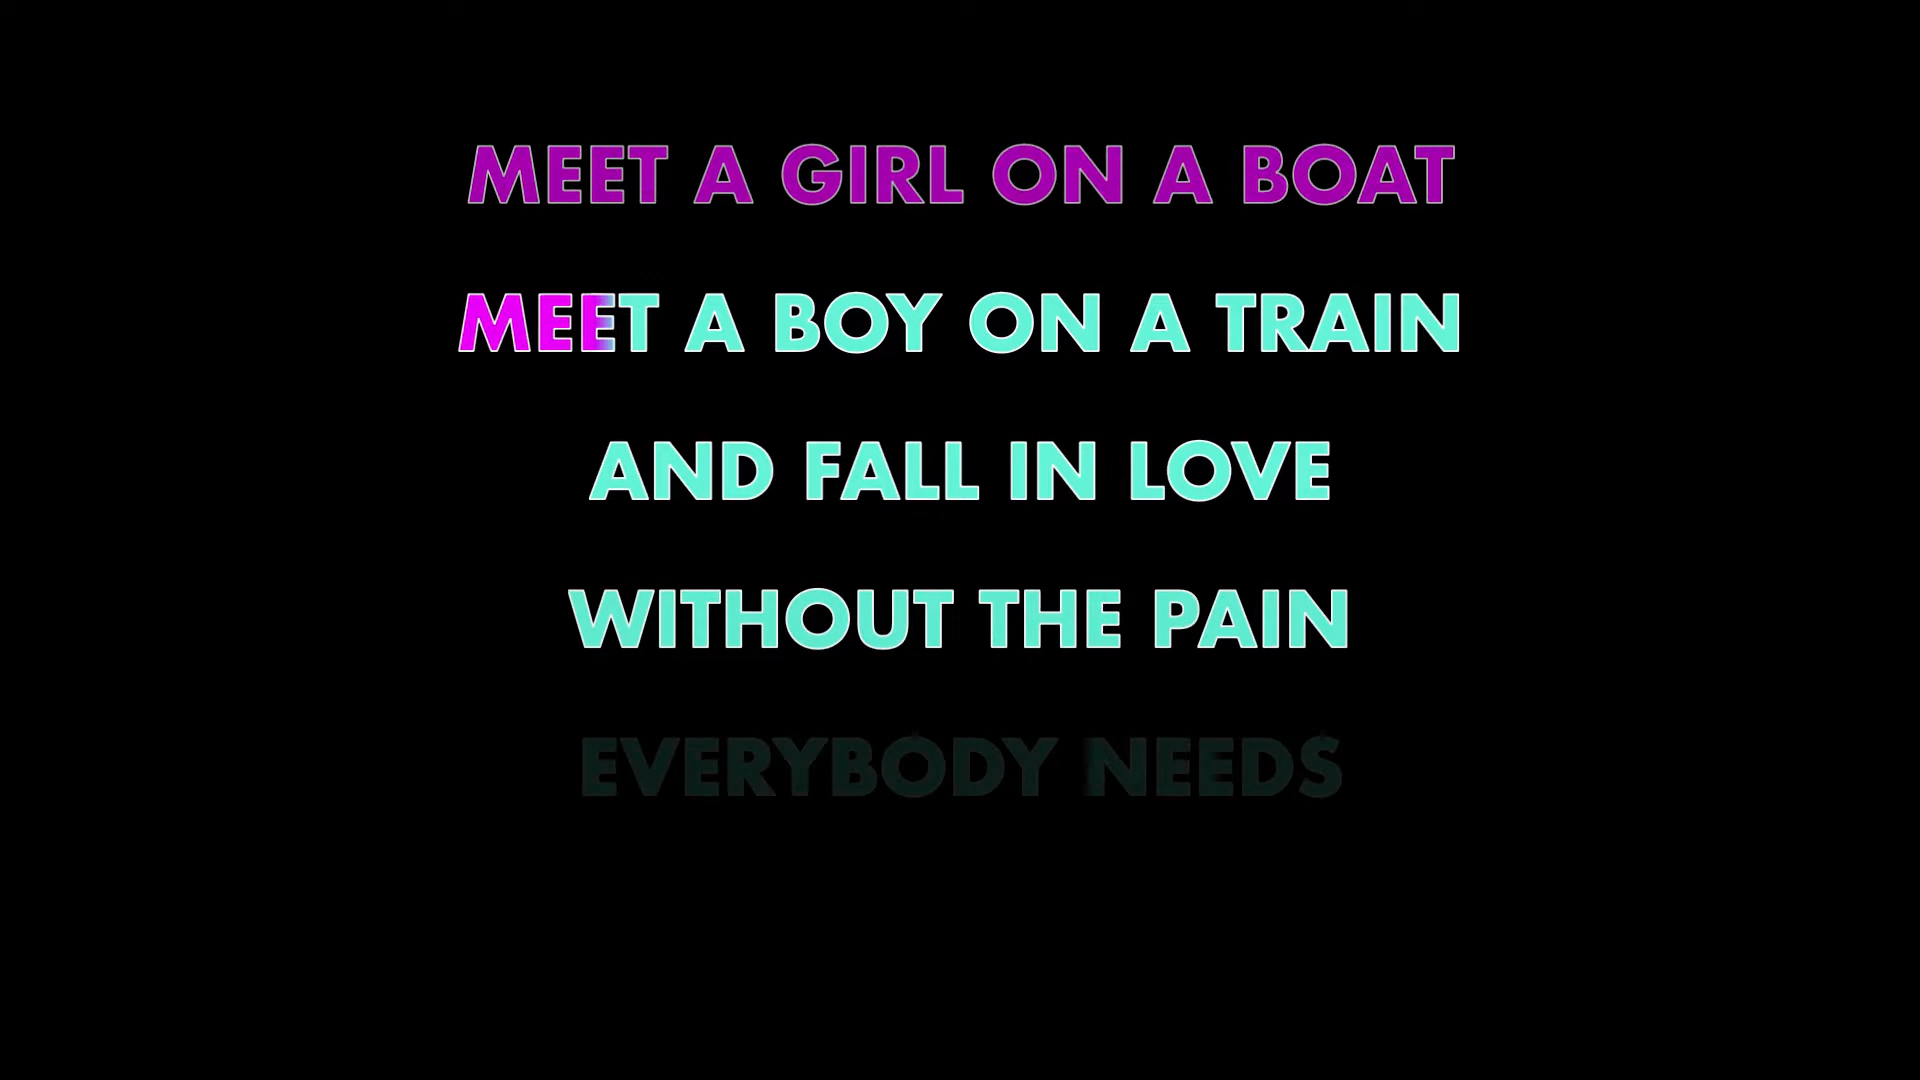 MEET A GIRL ON A BOAT
MEET A BOY ON A TRAIN
AND FALL IN LOVE
WITHOUT THE PAIN
EVERYBODY NEEDS